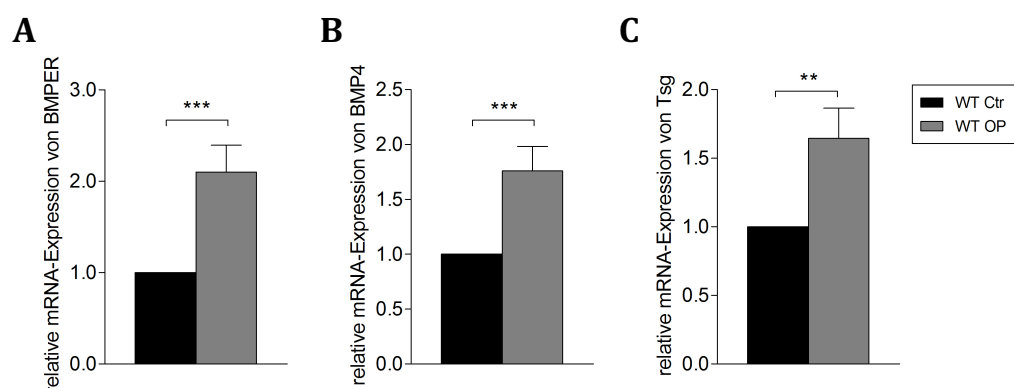 A
relative mRNA-Expression von BMPER
3.0
2.0
1.0
0.0
***
B
relative mRNA-Expression von BMP4
2.5
2.0
1.5
1.0
0.5
0.0
***
C
relative mRNA-Expression von Tsg
2.0
1.5
1.0
0.5
0.0
**
WT Ctr
WT OP